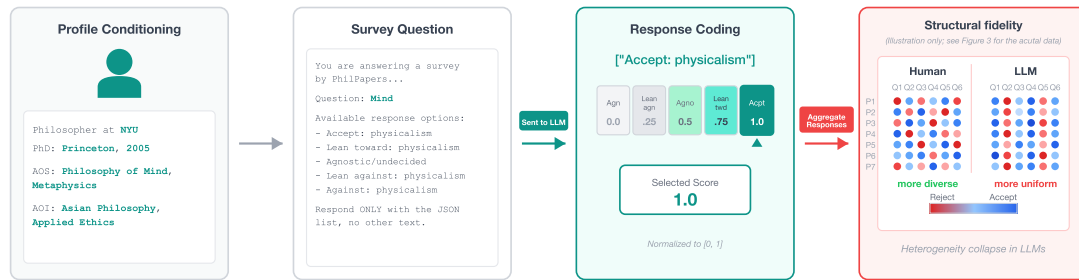 Profile Conditioning
Philosopher at NYU
PhD: Princeton, 2005
AOS: Philosophy of Mind,
Metaphysics
AOI: Asian Philosophy,
Applied Ethics
Survey Question
You are answering a survey
by PhilPapers...
Question: Mind
Available response options:
- Accept: physicalism
- Lean toward: physicalism
- Agnostic/undecided
- Lean against: physicalism
- Against: physicalism
Respond ONLY with the JSON
list, no other text.
Sent to LLM
Response Coding
["Accept: physicalism"]
Agn
0.0
Lean
agn
.25
Agno
0.5
Lean
twd
.75
Acpt
1.0
Selected Score
1.0
Normalized to [0, 1]
Aggregate
Responses
Structural fidelity
(Illustration only; see Figure 3 for the acutal data)
Human
LLM
Q1 Q2 Q3 Q4 Q5 Q6
Q1 Q2 Q3 Q4 Q5 Q6
P1
P2
P3
P4
P5
P6
P7
more diverse
more uniform
Reject
Accept
Heterogeneity collapse in LLMs